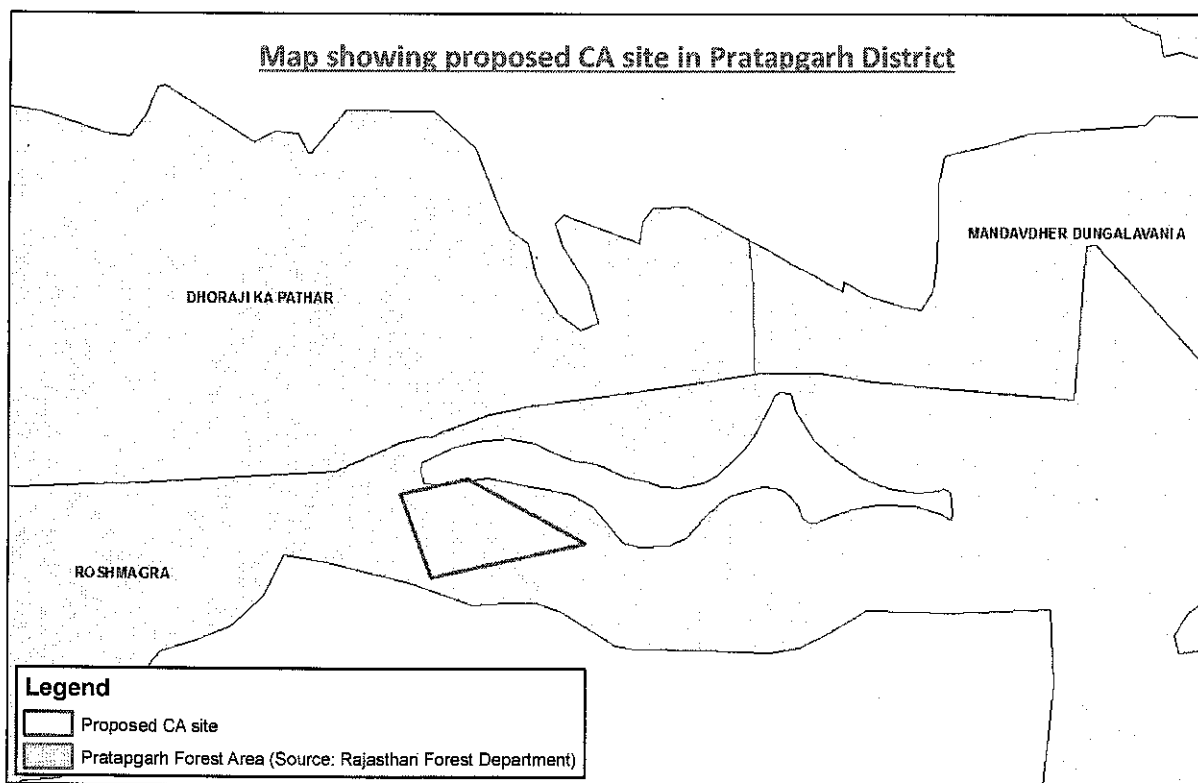 Map showing proposed CA site in Pratapgarh District
MANDAVDHER DUNGALAVANIA
DHORAJI KA PATHAR
ROSHMAGRA
Legend
Proposed CA site
Pratapgarh Forest Area (Source: Rajasthan Forest Department)